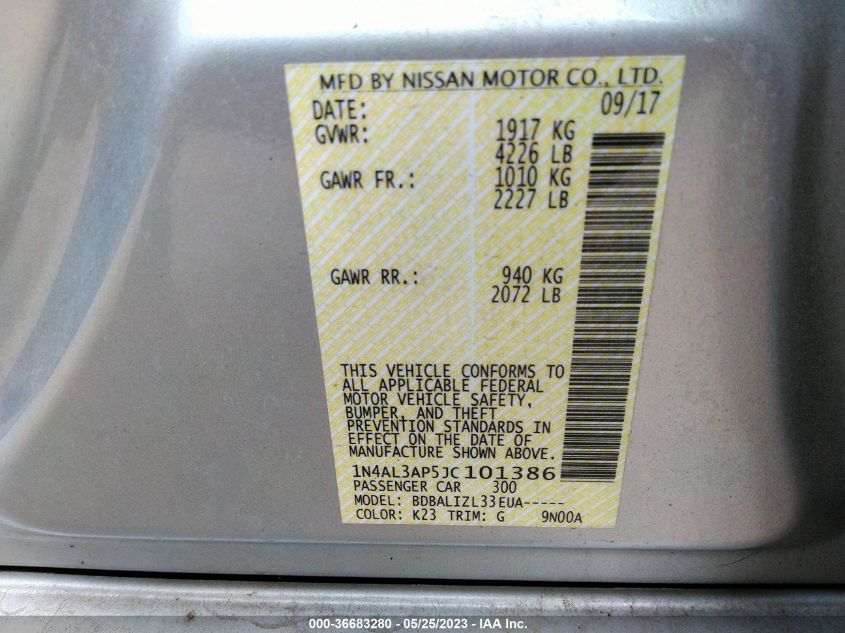 MFD BY NISSAN MOTOR CO., LTD.
DATE: 09/17
GVWR: 1917 KG
4226 LB
GAWR FR.: 1010 KG
2227 LB
GAWR RR.: 940 KG
2072 LB
THIS VEHICLE CONFORMS TO
ALL APPLICABLE FEDERAL
MOTOR VEHICLE SAFETY,
BUMPER, AND THEFT
PREVENTION STANDARDS IN
EFFECT ON THE DATE OF
MANUFACTURE SHOWN ABOVE.
1N4AL3AP5JC101386
PASSENGER CAR 300
MODEL: BDBALIZL33EUA-----
COLOR: K23 TRIM: G 9N00A
000-36683280 - 05/25/2023 - IAA Inc.